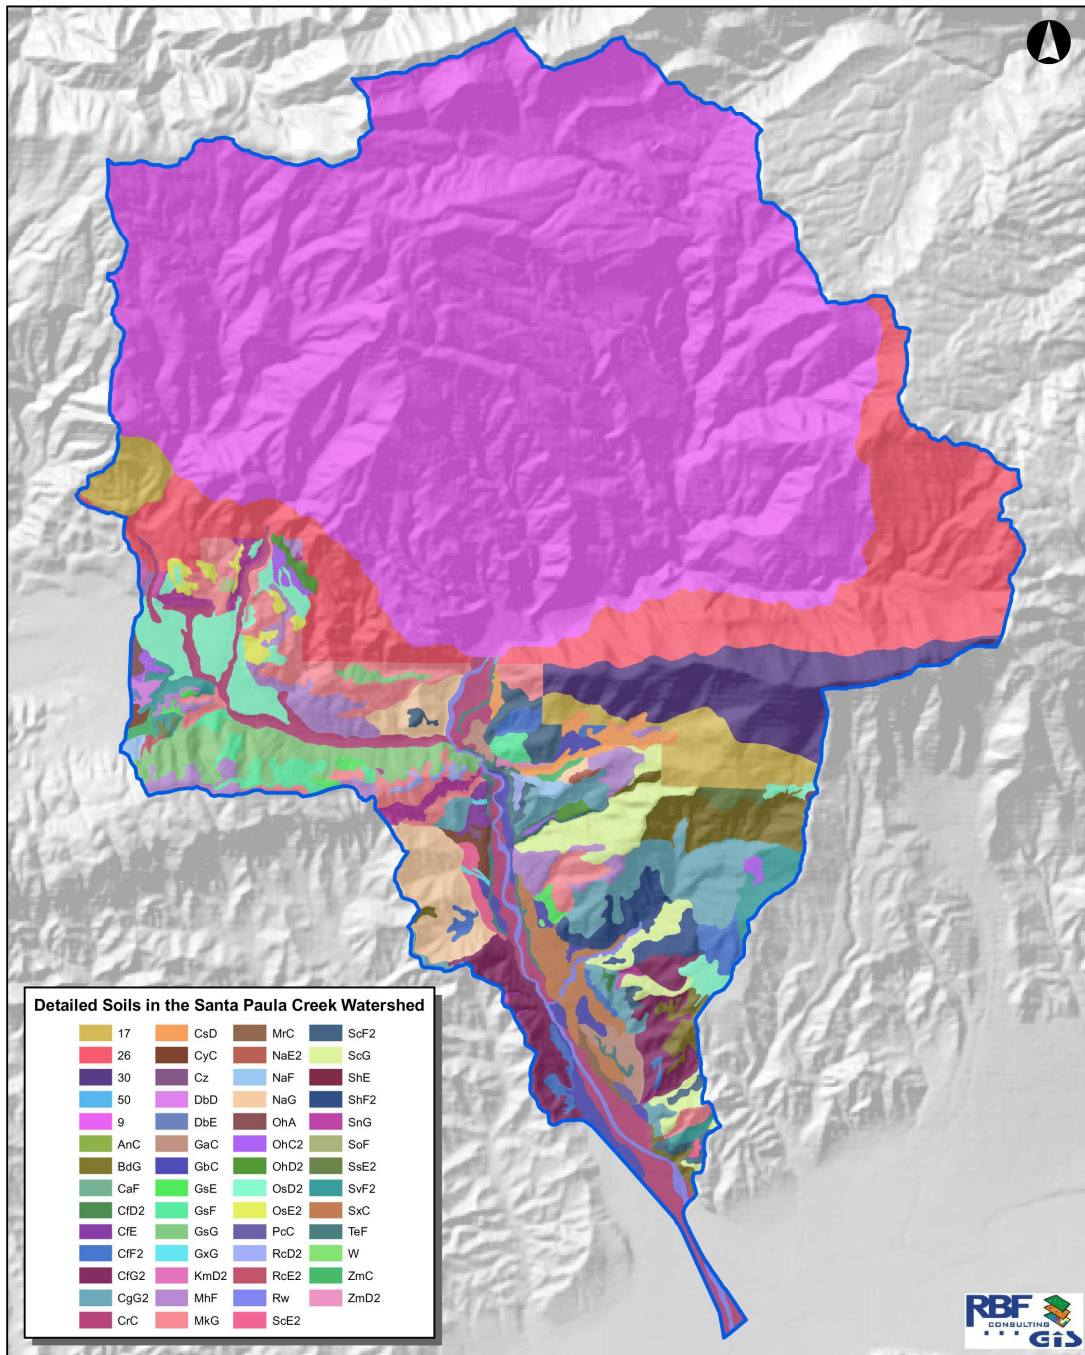 Detailed Soils in the Santa Paula Creek Watershed
17
26
30
50
9
AnC
BdG
CaF
CfD2
CfE
CfF2
CfG2
CgG2
CrC
CsD
CyC
Cz
DbD
DbE
GaC
GbC
GsE
GsF
GsG
GxG
KmD2
MhF
MkG
MrC
NaE2
NaF
NaG
OhA
OhC2
OhD2
OsD2
OsE2
PcC
RcD2
RcE2
Rw
ScE2
ScF2
ScG
ShE
ShF2
SnG
SoF
SsE2
SvF2
SxC
TeF
W
ZmC
ZmD2
RBF
CONSULTING
GIS